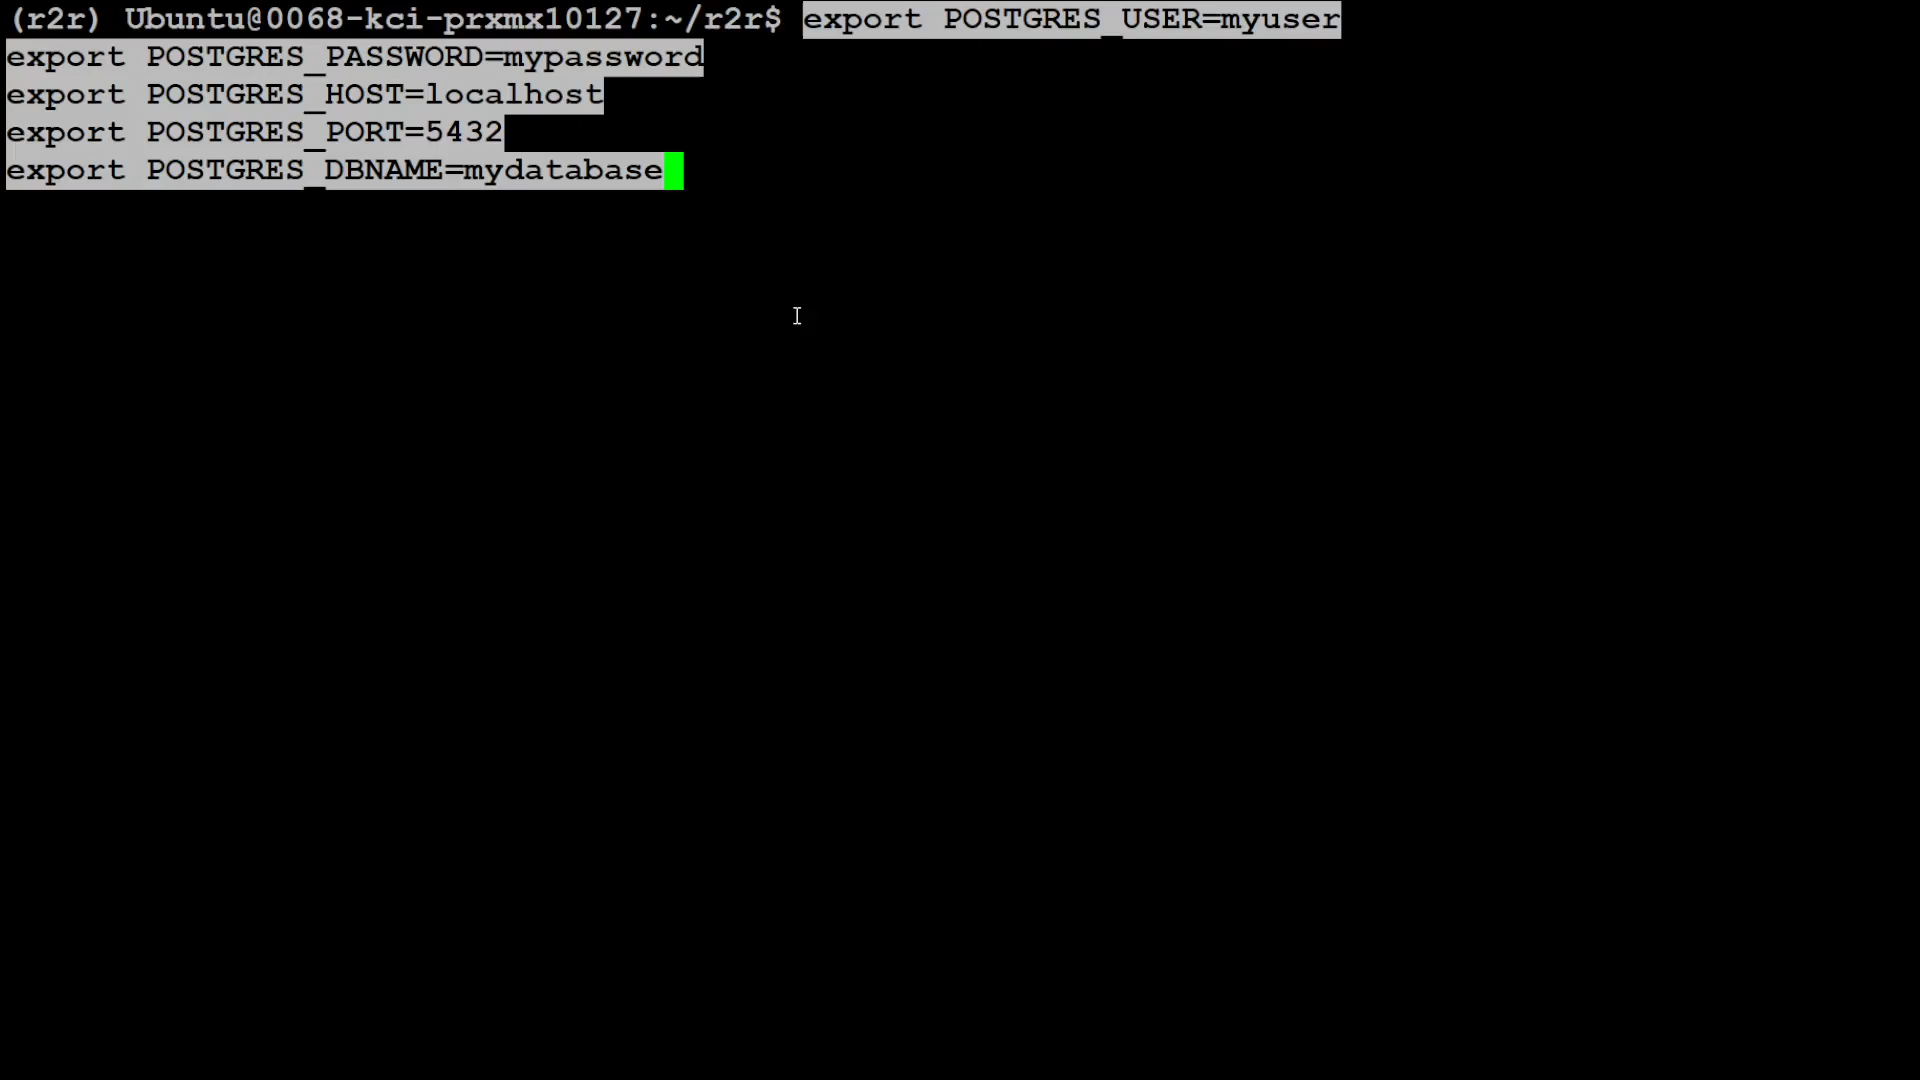 (r2r) Ubuntu@0068-kci-prxmx10127:~/r2r$ export POSTGRES_USER=myuser
export POSTGRES_PASSWORD=mypassword
export POSTGRES_HOST=localhost
export POSTGRES_PORT=5432
export POSTGRES_DBNAME=mydatabase